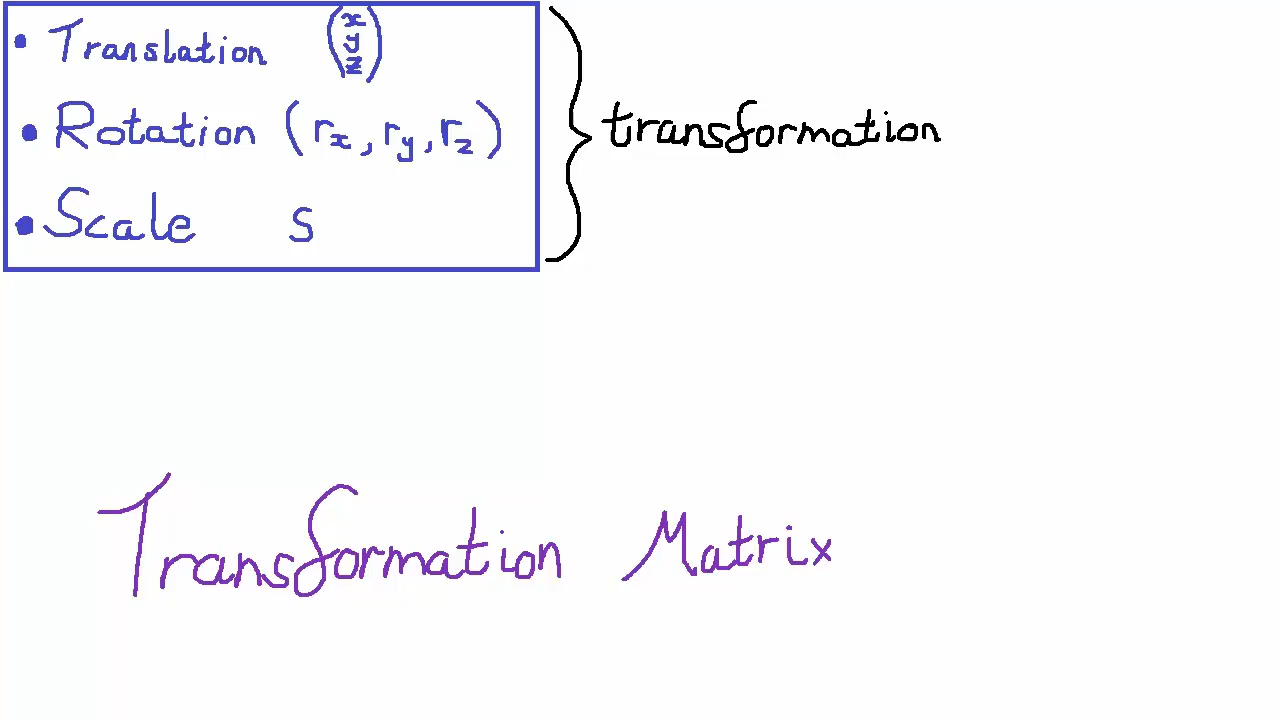 • Translation (x y z)
• Rotation (rx, ry, rz)
• Scale S
transformation
Transformation Matrix